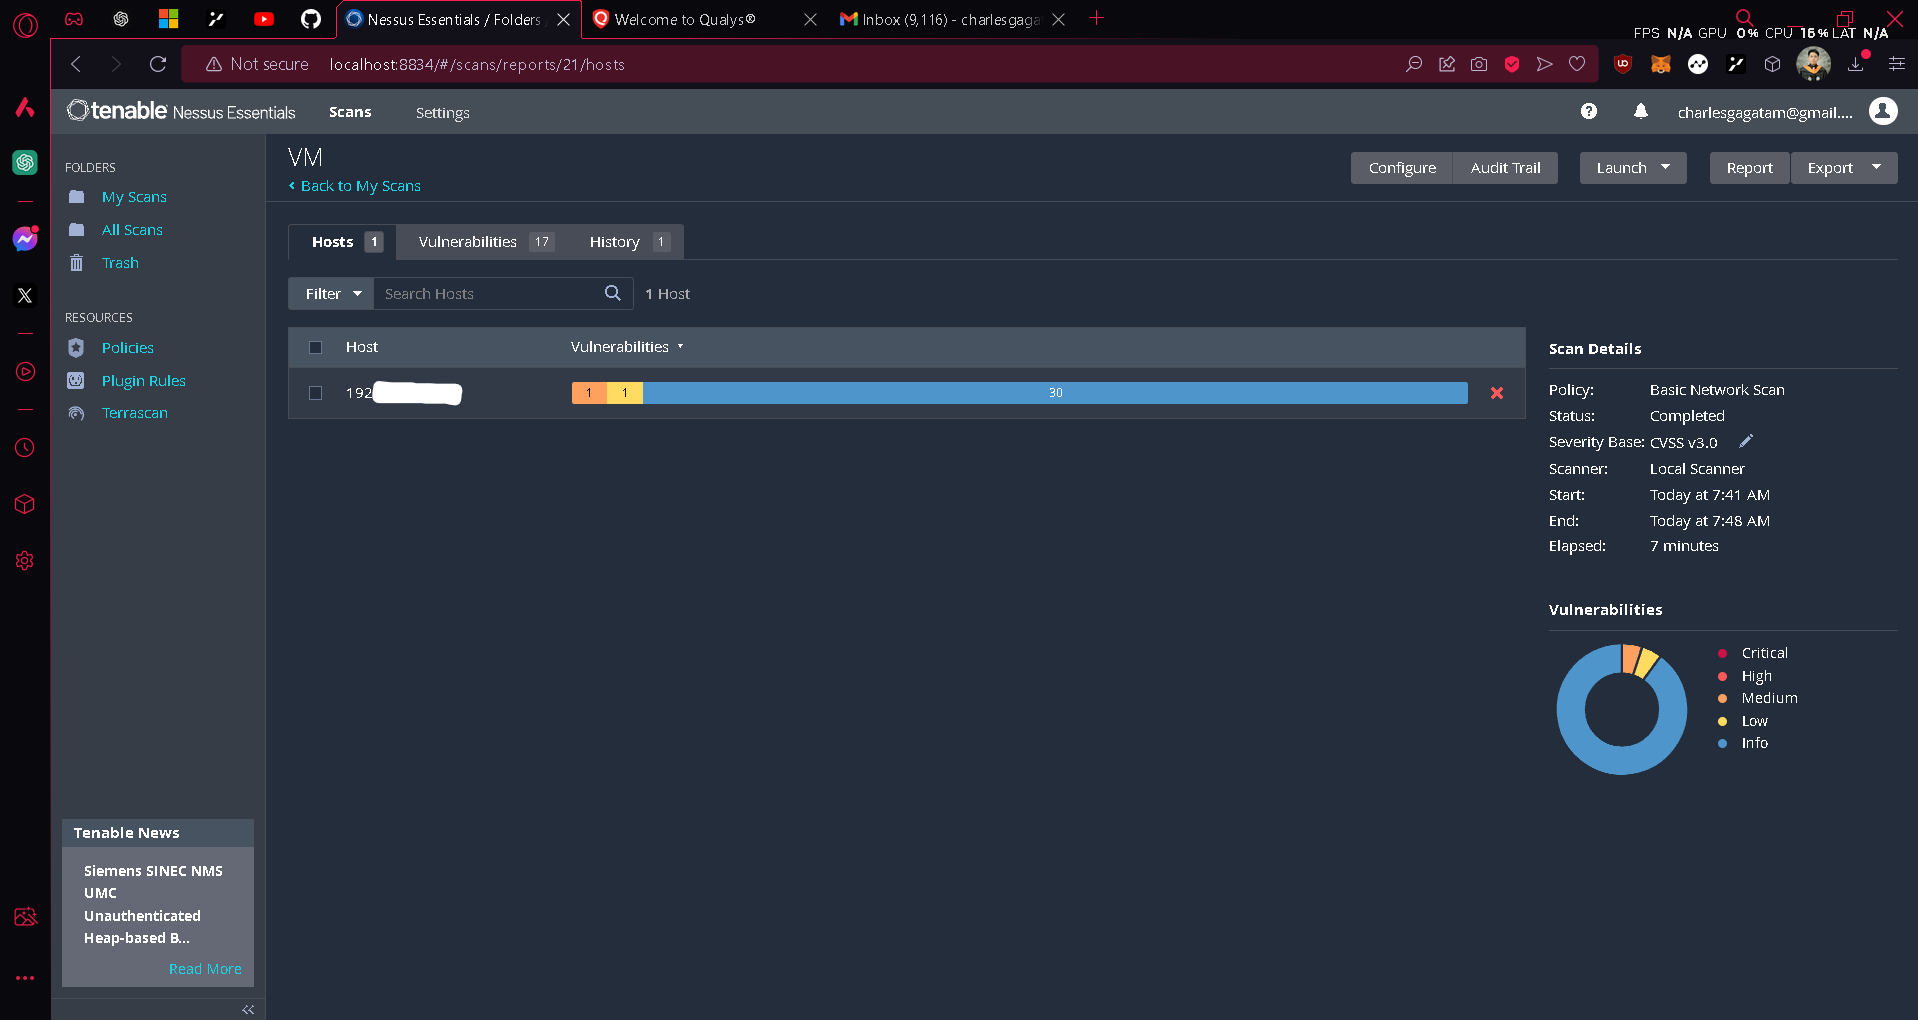 Nessus Essentials / Folders /
Welcome to Qualys®
Inbox (9,116) - charlesgagat
FPS N/A GPU 0% CPU 16% LAT N/A
Not secure localhost:8834/#/scans/reports/21/hosts
tenable Nessus Essentials Scans Settings charlesgagatam@gmail....
FOLDERS
My Scans
All Scans
Trash
RESOURCES
Policies
Plugin Rules
Terrascan
Tenable News
Siemens SINEC NMS
UMC
Unauthenticated
Heap-based B...
Read More
VM
Back to My Scans
Configure Audit Trail Launch Report Export
Hosts 1 Vulnerabilities 17 History 1
Filter Search Hosts 1 Host
Host Vulnerabilities
192 1 1 30
Scan Details
Policy: Basic Network Scan
Status: Completed
Severity Base: CVSS v3.0
Scanner: Local Scanner
Start: Today at 7:41 AM
End: Today at 7:48 AM
Elapsed: 7 minutes
Vulnerabilities
Critical
High
Medium
Low
Info